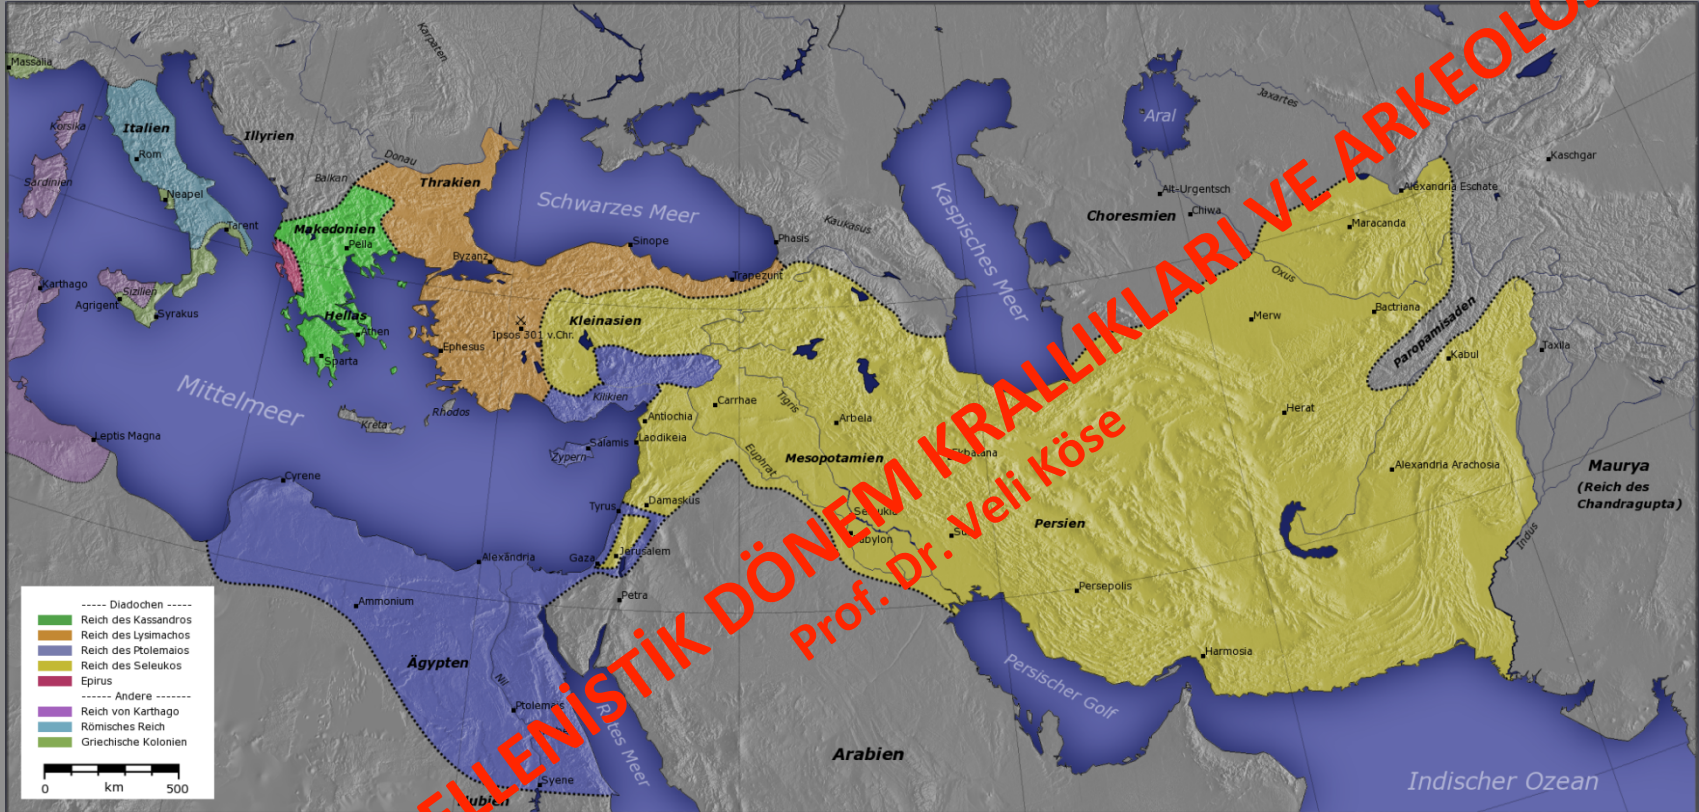 Massalia
Karpaten
Korsika
Italien
Rom
Illyrien
Sardinien
Neapel
Tarent
Balkan
Donau
Thrakien
Makedonien
Pella
Byzanz
Schwarzes Meer
Sinope
Phasis
Trapezunt
Kaukasus
Kaspisches Meer
Aral
Jaxartes
Choresmien
Alt-Urgentsch
Chiwa
Kaschgar
Alexandria Eschate
Maracanda
Oxus
Bactriana
Merw
Paropamisaden
Kabul
Taxila
Karthago
Sizilien
Agrigent
Syrakus
Hellas
Athen
Sparta
Ipsos 301 v.Chr.
Ephesus
Kleinasien
Kilikien
Rhodos
Kreta
Mittelmeer
Leptis Magna
Cyrene
Zypern
Salamis
Antiochia
Laodikeia
Carrhae
Tigris
Arbela
Euphrat
Mesopotamien
Ekbatana
Herat
Alexandria Arachosia
Maurya
(Reich des
Chandragupta)
Indus
Tyrus
Damaskus
Gaza
Jerusalem
Petra
Alexandria
Ammonium
Ägypten
Nil
Ptolemais
Syene
Nubien
Rotes Meer
Arabien
Babylon
Persien
Persepolis
Harmosia
Persischer Golf
Indischer Ozean
ELLENİSTİK DÖNEM KRALLIKLARI VE ARKEOLO
Prof. Dr. Veli Köse
----- Diadochen -----
Reich des Kassandros
Reich des Lysimachos
Reich des Ptolemaios
Reich des Seleukos
Epirus
------ Andere -------
Reich von Karthago
Römisches Reich
Griechische Kolonien
0 km 500